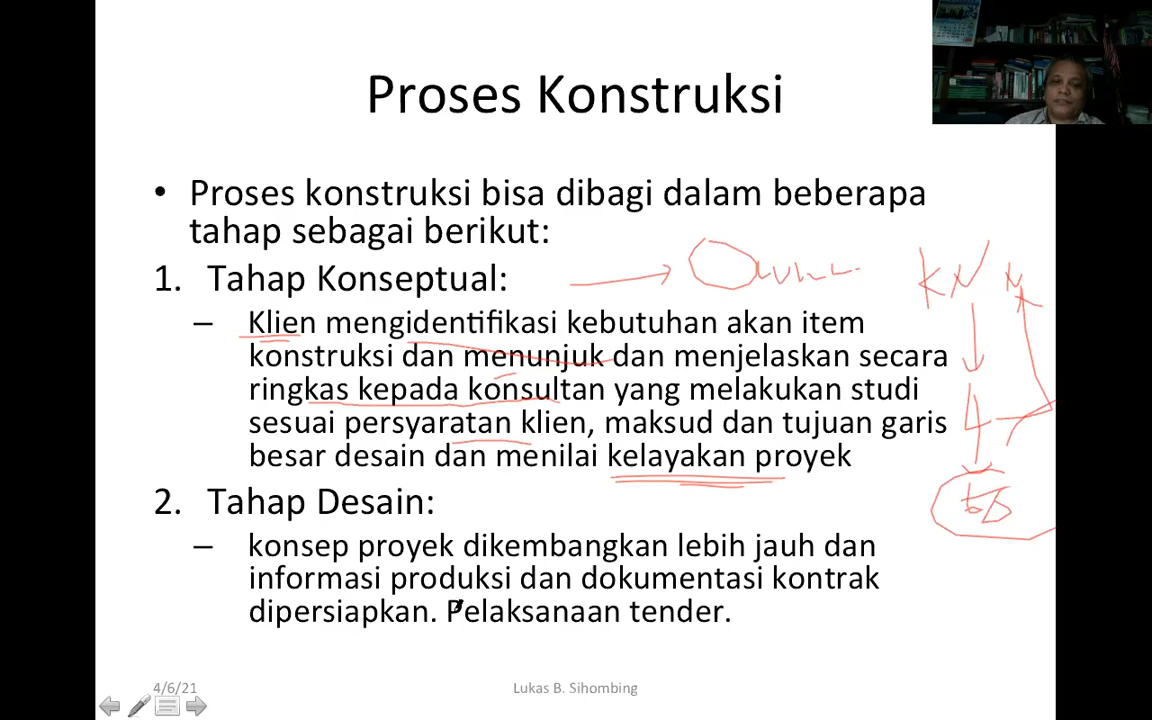 Proses Konstruksi
• Proses konstruksi bisa dibagi dalam beberapa
tahap sebagai berikut:
1. Tahap Konseptual:
– Klien mengidentifikasi kebutuhan akan item
konstruksi dan menunjuk dan menjelaskan secara
ringkas kepada konsultan yang melakukan studi
sesuai persyaratan klien, maksud dan tujuan garis
besar desain dan menilai kelayakan proyek
2. Tahap Desain:
– konsep proyek dikembangkan lebih jauh dan
informasi produksi dan dokumentasi kontrak
dipersiapkan. Pelaksanaan tender.
4/6/21
Lukas B. Sihombing